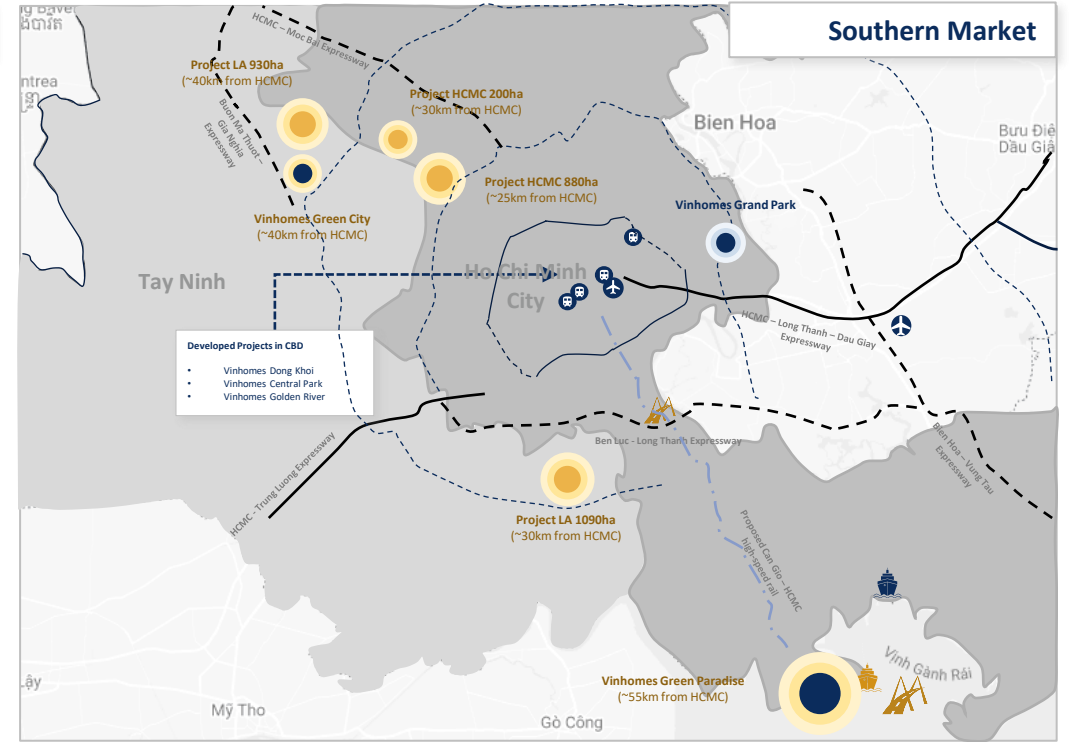 Southern Market
HCMC – Moc Bai Expressway
Project LA 930ha
(~40km from HCMC)
Project HCMC 200ha
(~30km from HCMC)
Buon Ma Thuot –
Gia Nghia
Expressway
Bien Hoa
Project HCMC 880ha
(~25km from HCMC)
Vinhomes Green City
(~40km from HCMC)
Vinhomes Grand Park
Tay Ninh
Ho Chi Minh
City
HCMC – Long Thanh – Dau Giay
Expressway
Developed Projects in CBD
• Vinhomes Dong Khoi
• Vinhomes Central Park
• Vinhomes Golden River
HCMC - Trung Luong Expressway
Ben Luc - Long Thanh Expressway
Bien Hoa – Vung Tau
Expressway
Project LA 1090ha
(~30km from HCMC)
Proposed Can Gio – HCMC
high-speed rail
Vinhomes Green Paradise
(~55km from HCMC)
Vịnh Gành Rái
Mỹ Tho
Gò Công